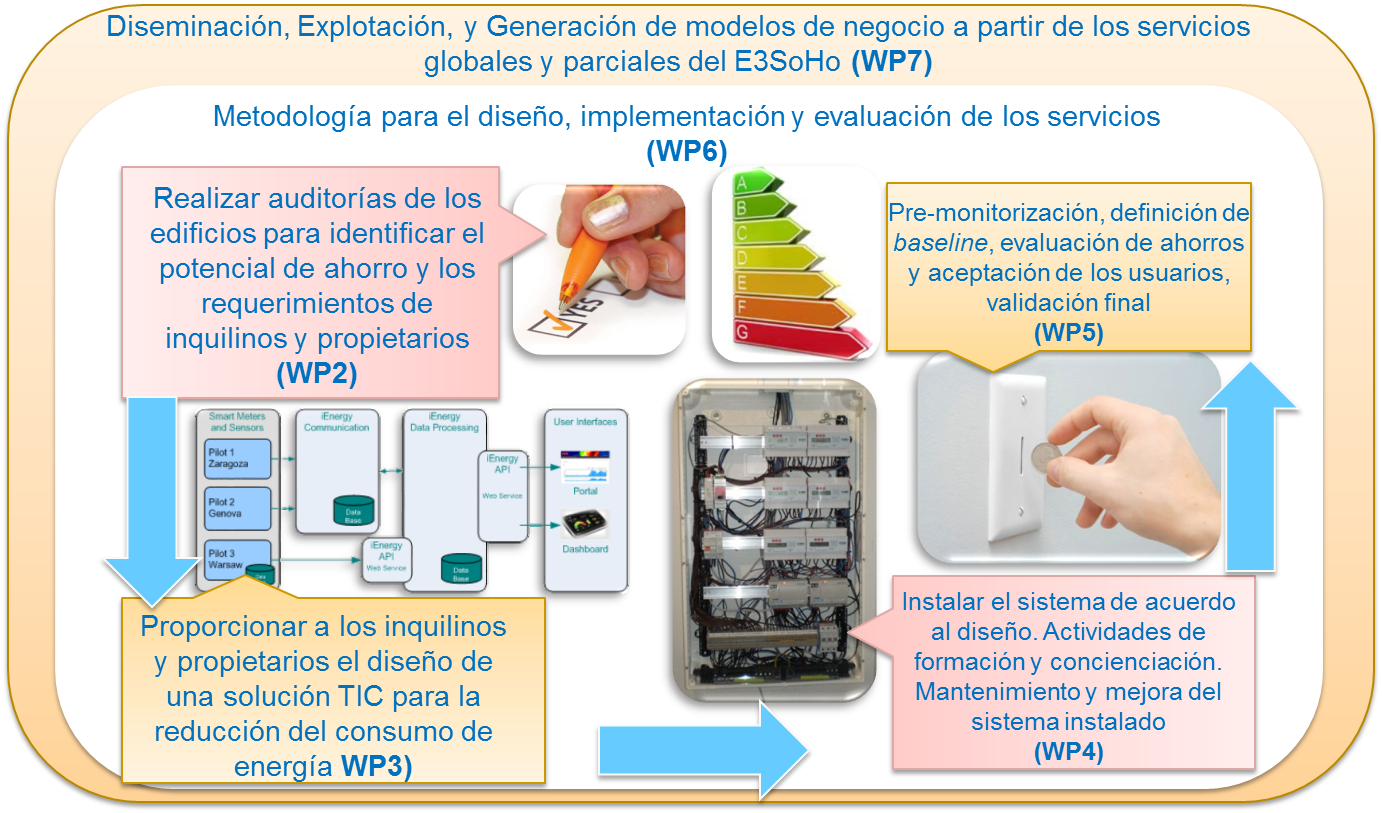 Diseminación, Explotación, y Generación de modelos de negocio a partir de los servicios
globales y parciales del E3SoHo (WP7)
Metodología para el diseño, implementación y evaluación de los servicios
(WP6)
Realizar auditorías de los
edificios para identificar el
potencial de ahorro y los
requerimientos de
inquilinos y propietarios
(WP2)
YES
A
B
C
D
E
F
G
Pre-monitorización, definición de
baseline, evaluación de ahorros
y aceptación de los usuarios,
validación final
(WP5)
Smart Meters
and Sensors
Pilot 1
Zaragoza
Pilot 2
Genova
Pilot 3
Warsaw
Data
iEnergy
Communication
Data
Base
iEnergy
API
Web Service
iEnergy
Data Processing
Data
Base
iEnergy
API
Web Service
User Interfaces
Portal
Dashboard
Proporcionar a los inquilinos
y propietarios el diseño de
una solución TIC para la
reducción del consumo de
energía WP3)
Instalar el sistema de acuerdo
al diseño. Actividades de
formación y concienciación.
Mantenimiento y mejora del
sistema instalado
(WP4)